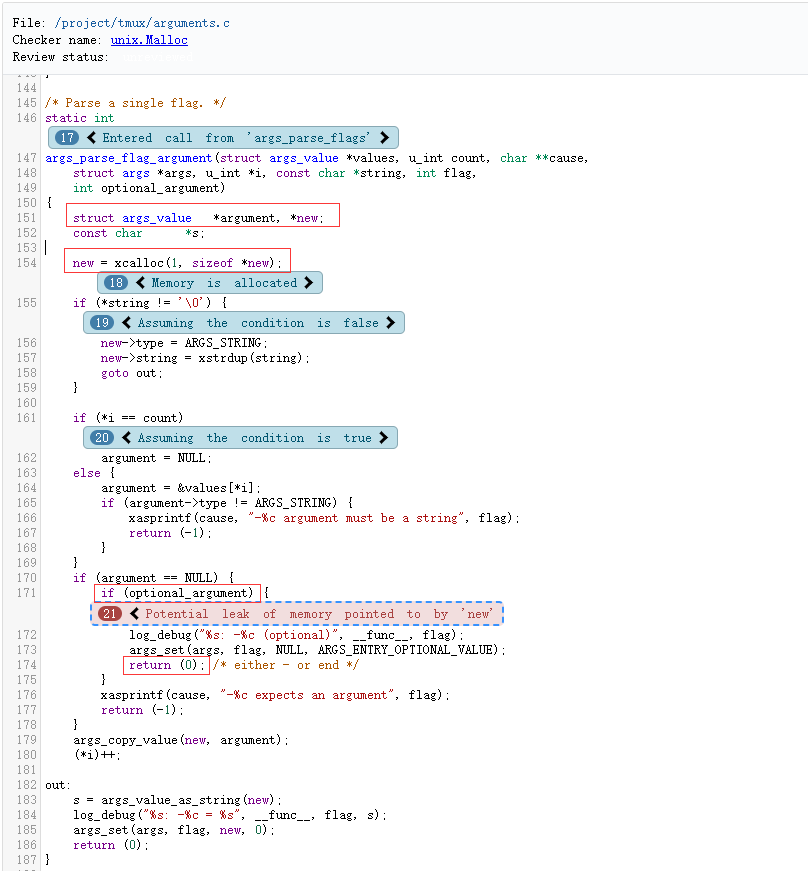 File: /project/tmux/arguments.c
Checker name: unix.Malloc
Review status:
144
145 /* Parse a single flag. */
146 static int
17 Entered call from 'args_parse_flags'
147 args_parse_flag_argument(struct args_value *values, u_int count, char **cause,
148 struct args *args, u_int *i, const char *string, int flag,
149 int optional_argument)
150 {
151 struct args_value *argument, *new;
152 const char *s;
153
154 new = xcalloc(1, sizeof *new);
18 Memory is allocated
155 if (*string != '\0') {
19 Assuming the condition is false
156 new->type = ARGS_STRING;
157 new->string = xstrdup(string);
158 goto out;
159 }
160
161 if (*i == count)
20 Assuming the condition is true
162 argument = NULL;
163 else {
164 argument = &values[*i];
165 if (argument->type != ARGS_STRING) {
166 xasprintf(cause, "-%c argument must be a string", flag);
167 return (-1);
168 }
169 }
170 if (argument == NULL) {
171 if (optional_argument) {
21 Potential leak of memory pointed to by 'new'
172 log_debug("%s: -%c (optional)", __func__, flag);
173 args_set(args, flag, NULL, ARGS_ENTRY_OPTIONAL_VALUE);
174 return (0); /* either - or end */
175 }
176 xasprintf(cause, "-%c expects an argument", flag);
177 return (-1);
178 }
179 args_copy_value(new, argument);
180 (*i)++;
181
182 out:
183 s = args_value_as_string(new);
184 log_debug("%s: -%c = %s", __func__, flag, s);
185 args_set(args, flag, new, 0);
186 return (0);
187 }